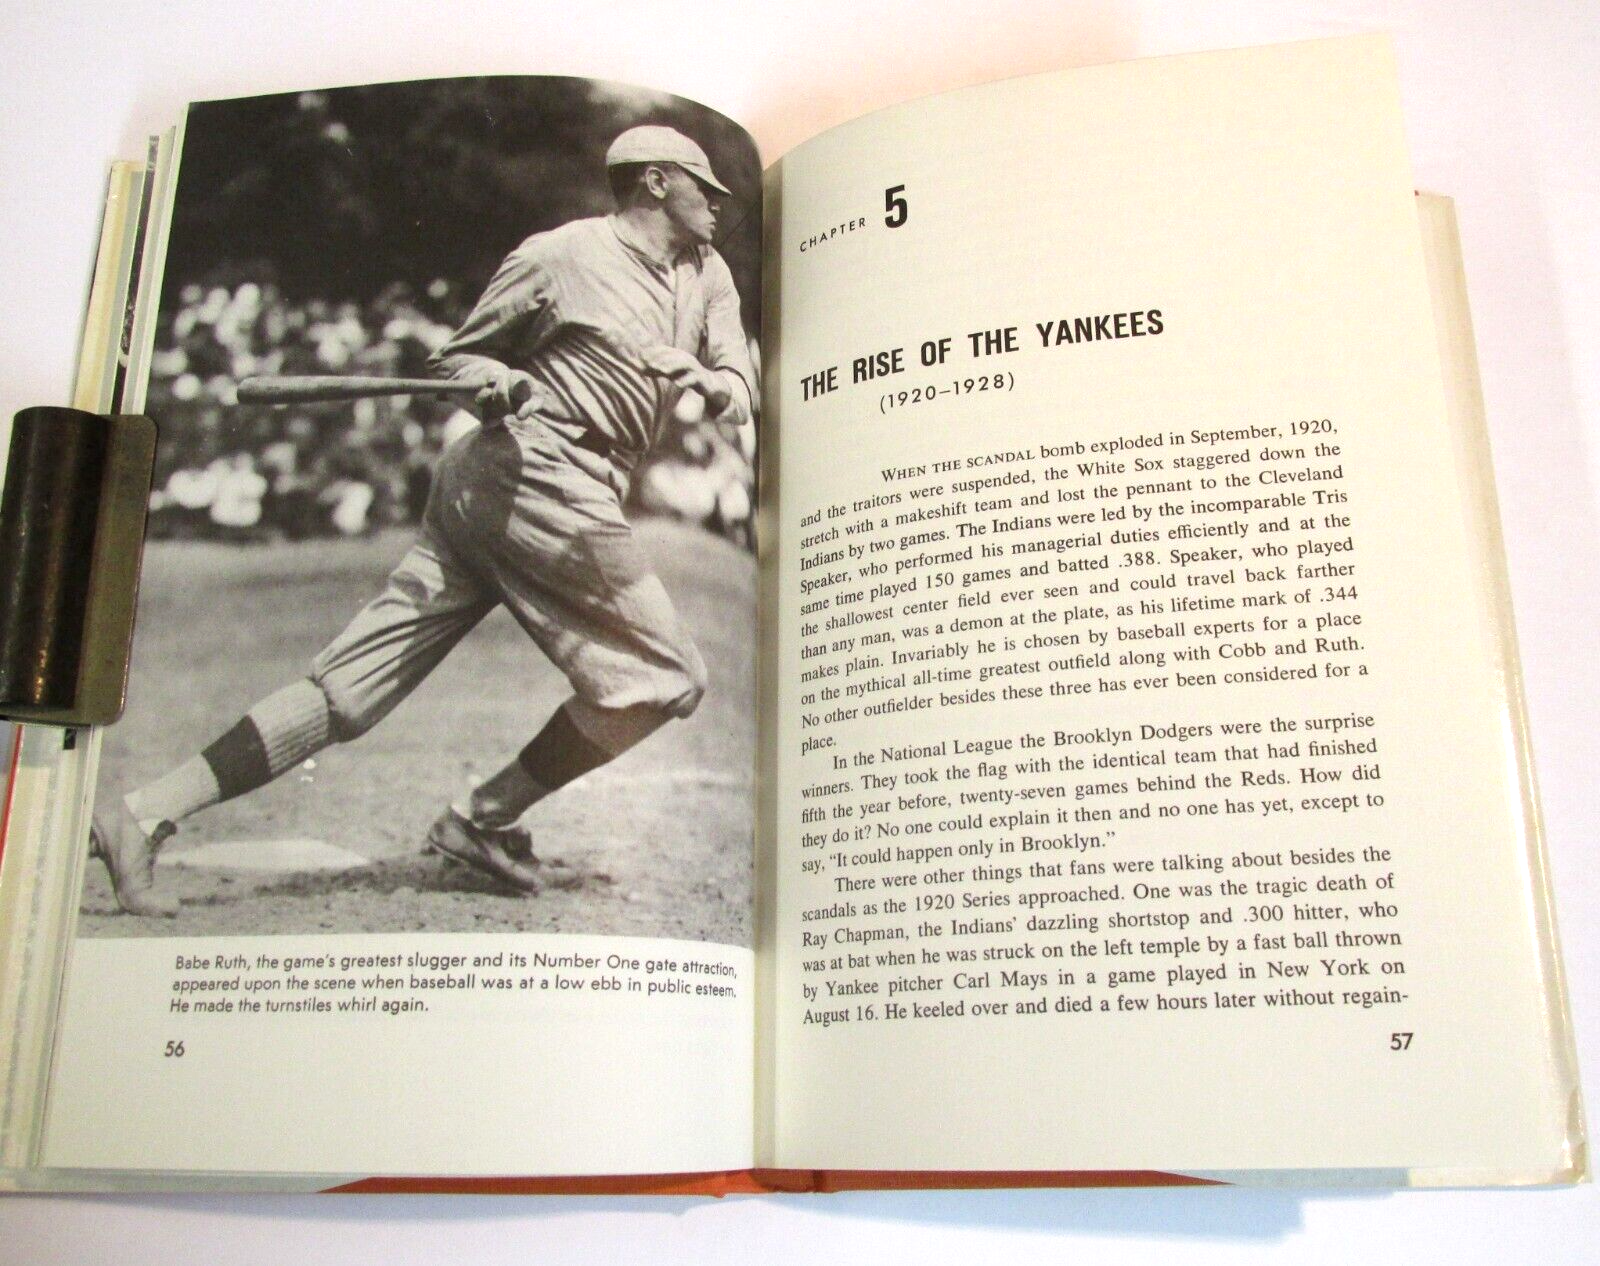 Babe Ruth, the game's greatest slugger and its Number One gate attraction,
appeared upon the scene when baseball was at a low ebb in public esteem.
He made the turnstiles whirl again.
56
CHAPTER 5
THE RISE OF THE YANKEES
(1920–1928)
WHEN THE SCANDAL bomb exploded in September, 1920,
and the traitors were suspended, the White Sox staggered down the
stretch with a makeshift team and lost the pennant to the Cleveland
Indians by two games. The Indians were led by the incomparable Tris
Speaker, who performed his managerial duties efficiently and at the
same time played 150 games and batted .388. Speaker, who played
the shallowest center field ever seen and could travel back farther
than any man, was a demon at the plate, as his lifetime mark of .344
makes plain. Invariably he is chosen by baseball experts for a place
on the mythical all-time greatest outfield along with Cobb and Ruth.
No other outfielder besides these three has ever been considered for a
place.
In the National League the Brooklyn Dodgers were the surprise
winners. They took the flag with the identical team that had finished
fifth the year before, twenty-seven games behind the Reds. How did
they do it? No one could explain it then and no one has yet, except to
say, “It could happen only in Brooklyn.”
There were other things that fans were talking about besides the
scandals as the 1920 Series approached. One was the tragic death of
Ray Chapman, the Indians' dazzling shortstop and .300 hitter, who
was at bat when he was struck on the left temple by a fast ball thrown
by Yankee pitcher Carl Mays in a game played in New York on
August 16. He keeled over and died a few hours later without regain-
57